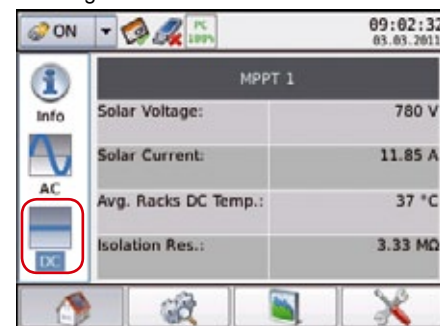 ON
PC
100%
09:02:32
03.03.2011
MPPT 1
Info
Solar Voltage: 780 V
Solar Current: 11.85 A
AC
Avg. Racks DC Temp.: 37 °C
Isolation Res.: 3.33 MΩ
DC